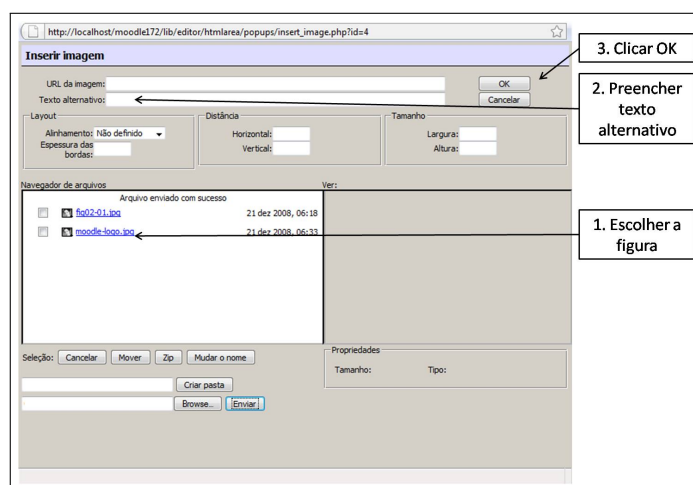 http://localhost/moodle172/lib/editor/htmlarea/popups/insert_image.php?id=4
Inserir imagem
3. Clicar OK
URL da imagem:
OK
Texto alternativo:
Cancelar
2. Preencher
texto
alternativo
Layout
Distância
Tamanho
Alinhamento: Não definido
Horizontal:
Largura:
Espessura das
bordas:
Vertical:
Altura:
Navegador de arquivos
Ver:
Arquivo enviado com sucesso
fig02-01.jpg 21 dez 2008, 06:18
moodle-logo.jpg 21 dez 2008, 06:33
1. Escolher a
figura
Seleção: Cancelar Mover Zip Mudar o nome
Propriedades
Tamanho: Tipo:
Criar pasta
Browse... Enviar